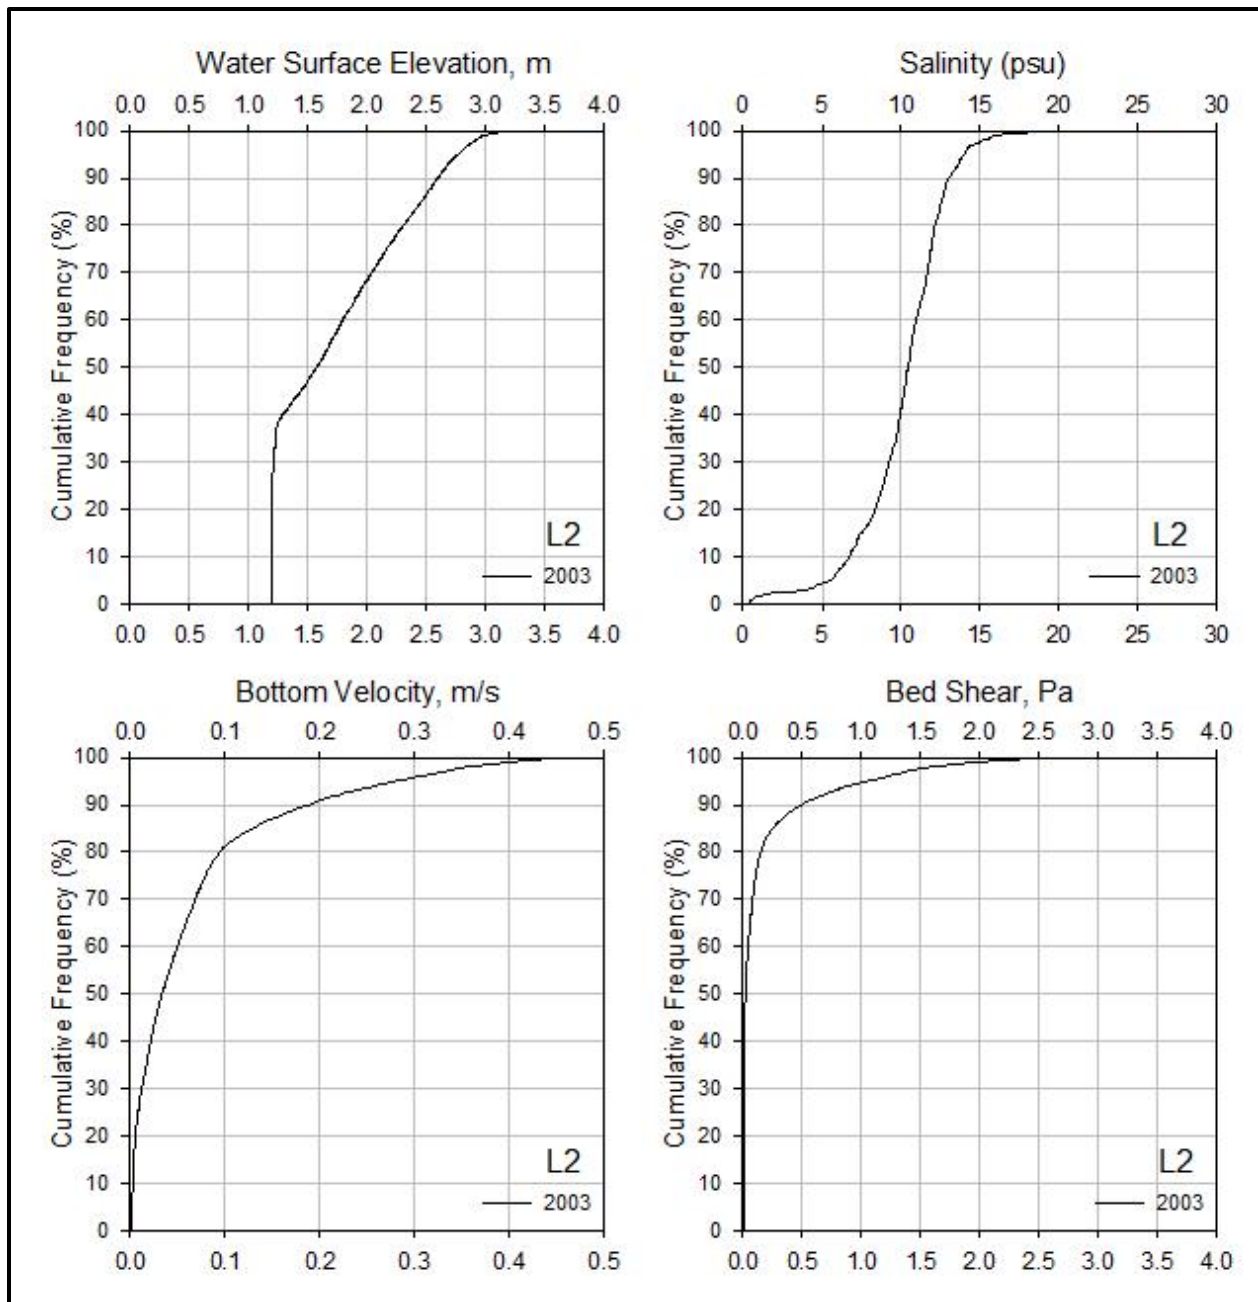 Water Surface Elevation, m
0.0 0.5 1.0 1.5 2.0 2.5 3.0 3.5 4.0
100
90
80
70
60
50
40
30
20
10
0
Cumulative Frequency (%)
L2
2003
0.0 0.5 1.0 1.5 2.0 2.5 3.0 3.5 4.0
Salinity (psu)
0 5 10 15 20 25 30
100
90
80
70
60
50
40
30
20
10
0
Cumulative Frequency (%)
L2
2003
0 5 10 15 20 25 30
Bottom Velocity, m/s
0.0 0.1 0.2 0.3 0.4 0.5
100
90
80
70
60
50
40
30
20
10
0
Cumulative Frequency (%)
L2
2003
0.0 0.1 0.2 0.3 0.4 0.5
Bed Shear, Pa
0.0 0.5 1.0 1.5 2.0 2.5 3.0 3.5 4.0
100
90
80
70
60
50
40
30
20
10
0
Cumulative Frequency (%)
L2
2003
0.0 0.5 1.0 1.5 2.0 2.5 3.0 3.5 4.0